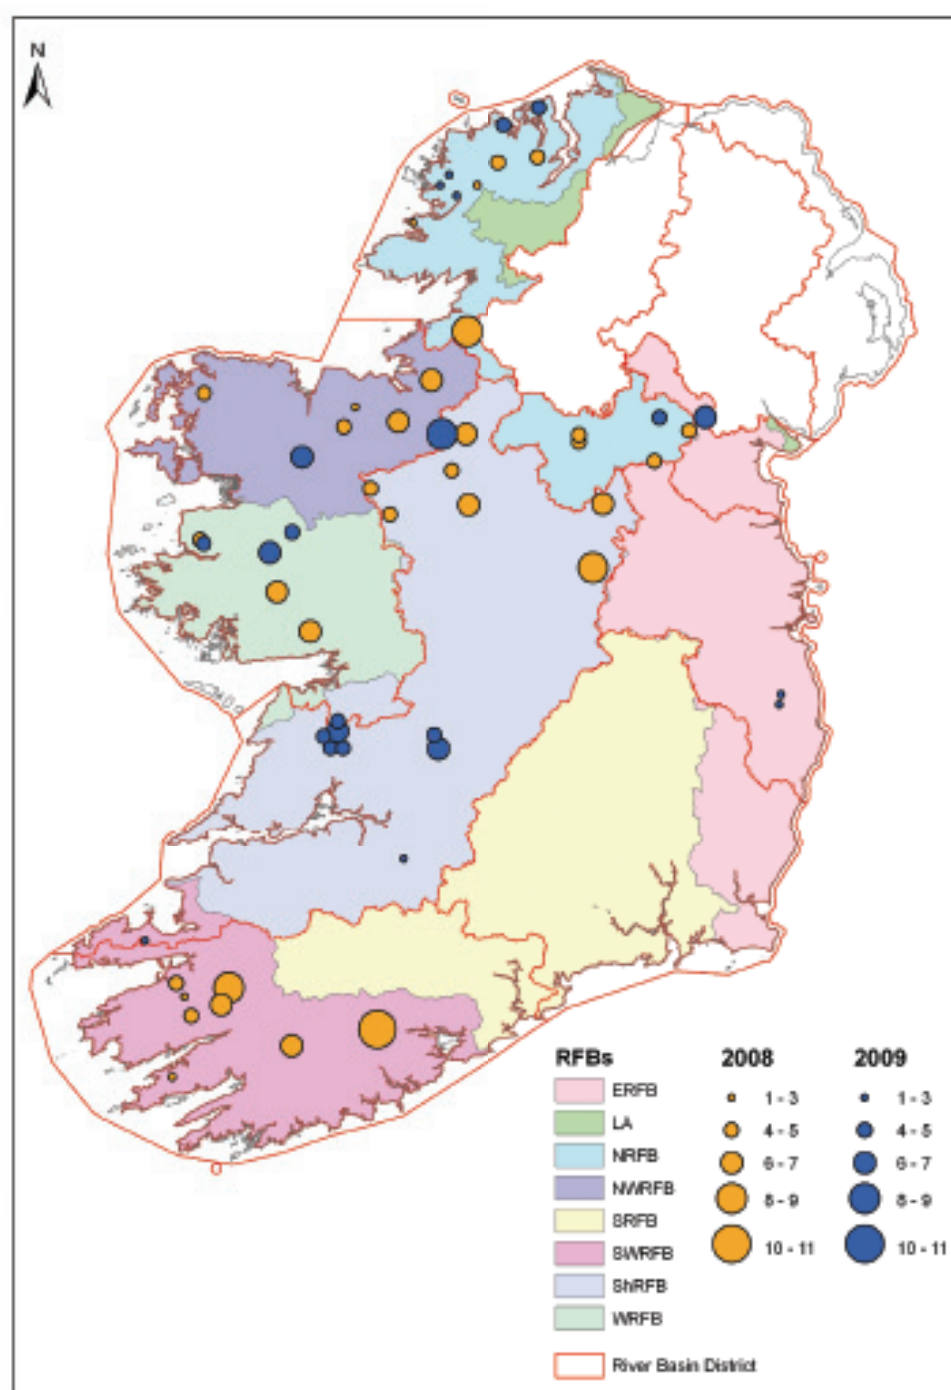 N
RFBs 2008 2009
ERFB 1 - 3 1 - 3
LA 4 - 5 4 - 5
NRFB 6 - 7 6 - 7
NWRFB 8 - 9 8 - 9
SRFB 10 - 11 10 - 11
SWRFB
ShRFB
WRFB
River Basin District